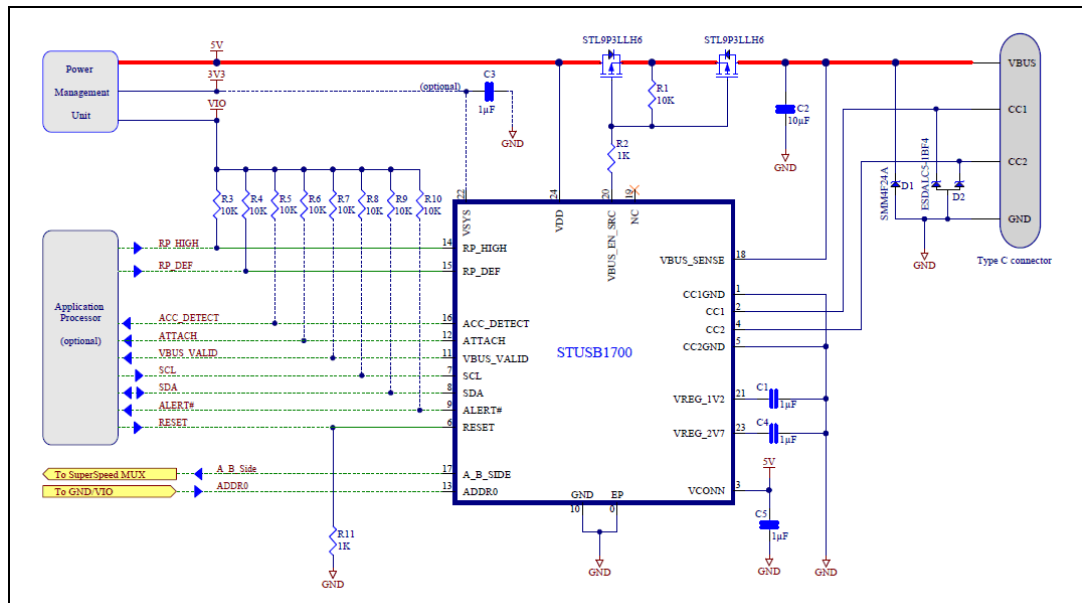 STL9P3LLH6
STL9P3LLH6
5V
Power
Management
Unit
3V3
(optional)
C3
1µF
GND
VIO
R1
10K
R2
1K
C2
10µF
GND
VBUS
CC1
CC2
GND
Type C connector
SMM4F24A
D1
ESDALC5-1BF4
D2
GND
R3
10K
R4
10K
R5
10K
R6
10K
R7
10K
R8
10K
R9
10K
R10
10K
22
VSYS
24
VDD
20
VBUS_EN_SRC
19
NC
Application
Processor
(optional)
RP_HIGH
14
RP_HIGH
RP_DEF
15
RP_DEF
ACC_DETECT
16
ACC_DETECT
ATTACH
12
ATTACH
VBUS_VALID
11
VBUS_VALID
SCL
7
SCL
SDA
8
SDA
ALERT#
9
ALERT#
RESET
6
RESET
To SuperSpeed MUX
A_B_Side
17
A_B_SIDE
To GND/VIO
ADDR0
13
ADDR0
STUSB1700
VBUS_SENSE
18
CC1GND
1
CC1
2
CC2
4
CC2GND
5
VREG_1V2
21
C1
1µF
VREG_2V7
23
C4
1µF
5V
VCONN
3
C5
1µF
GND
GND
GND
10
EP
0
GND
R11
1K
GND